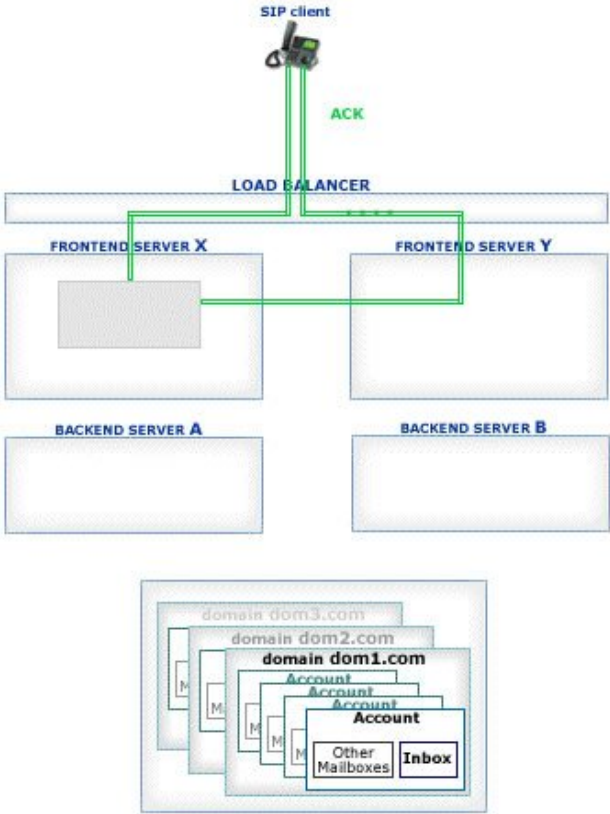 SIP client
ACK
LOAD BALANCER
FRONTEND SERVER X
FRONTEND SERVER Y
BACKEND SERVER A
BACKEND SERVER B
domain dom3.com
domain dom2.com
domain dom1.com
Account
Account
Account
Account
M
M
M
M
M
Other
Mailboxes
Inbox